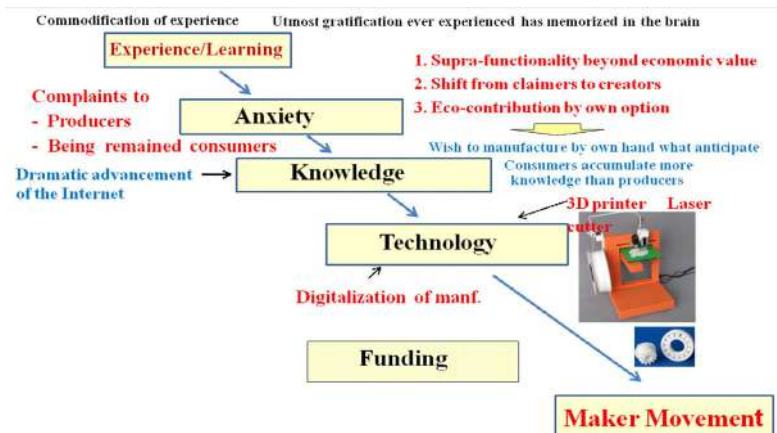 Commodification of experience
Utmost gratification ever experienced has memorized in the brain
Experience/Learning
1. Supra-functionality beyond economic value
2. Shift from claimers to creators
3. Eco-contribution by own option
Complaints to
- Producers
- Being remained consumers
Anxiety
Wish to manufacture by own hand what anticipate
Consumers accumulate more
knowledge than producers
Dramatic advancement
of the Internet
Knowledge
3D printer Laser
cutter
Technology
Digitalization of manf.
Funding
Maker Movement